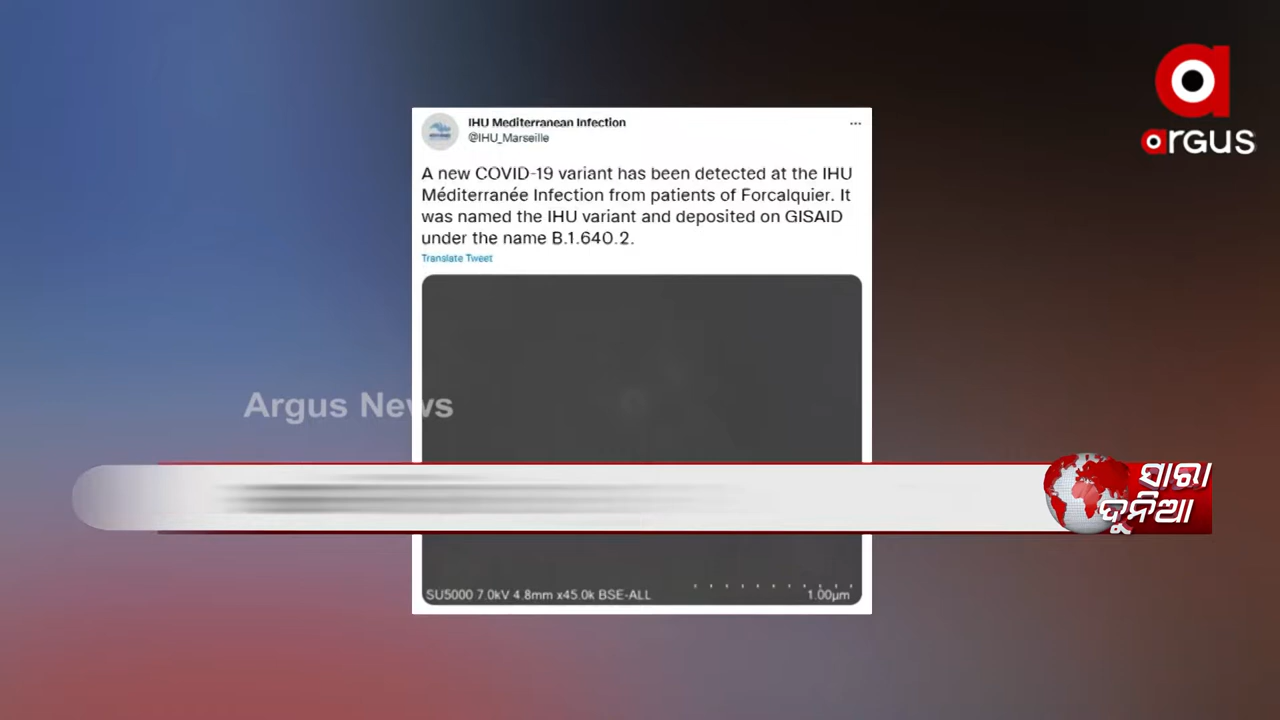 argus
IHU Mediterranean Infection
@IHU_Marseille
A new COVID-19 variant has been detected at the IHU
Méditerranée Infection from patients of Forcalquier. It
was named the IHU variant and deposited on GISAID
under the name B.1.640.2.
Translate Tweet
Argus News
ସାରା
ଦୁନିଆ
SU5000 7.0kV 4.8mm x45.0k BSE-ALL
1.00µm